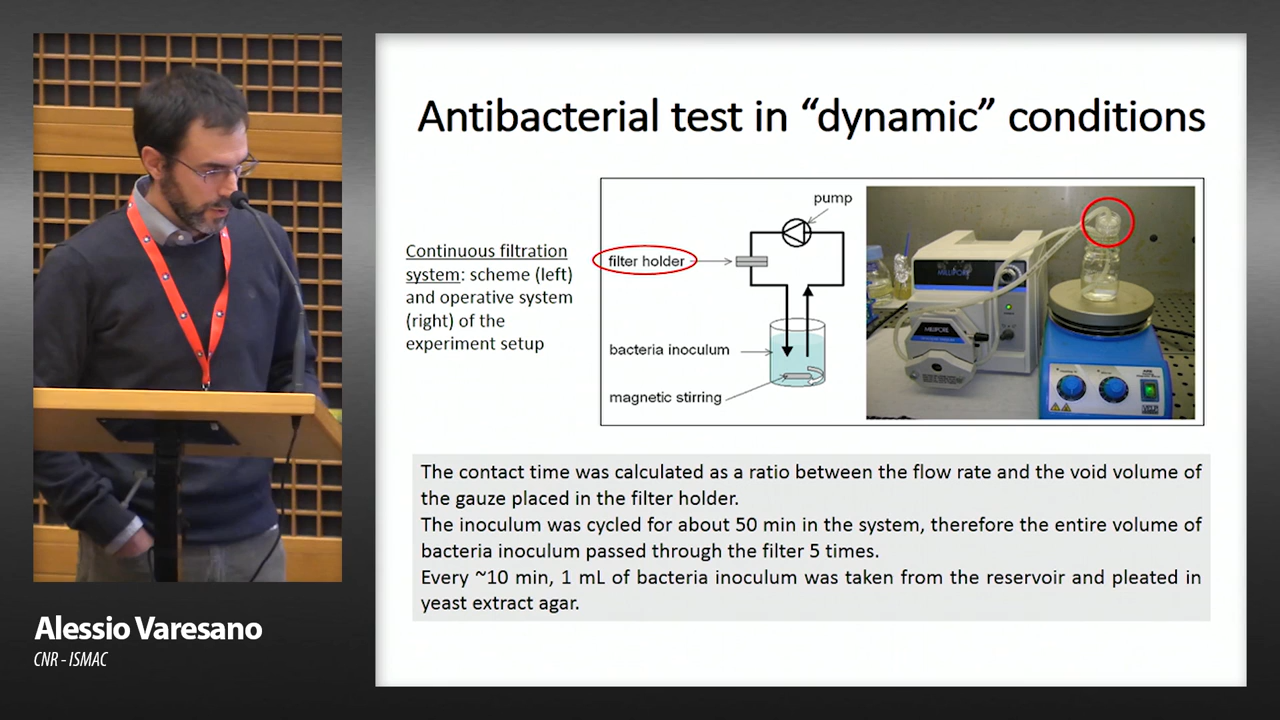 Antibacterial test in “dynamic” conditions
Continuous filtration
system: scheme (left)
and operative system
(right) of the
experiment setup
pump
filter holder
bacteria inoculum
magnetic stirring
MILLIPORE
MILLIPORE
The contact time was calculated as a ratio between the flow rate and the void volume of
the gauze placed in the filter holder.
The inoculum was cycled for about 50 min in the system, therefore the entire volume of
bacteria inoculum passed through the filter 5 times.
Every ~10 min, 1 mL of bacteria inoculum was taken from the reservoir and pleated in
yeast extract agar.
Alessio Varesano
CNR - ISMAC